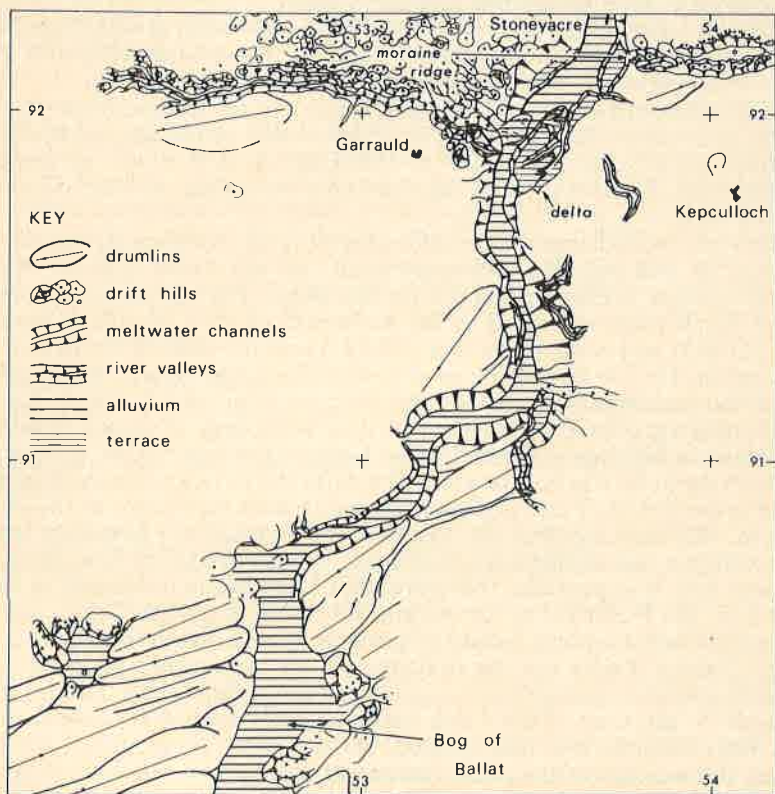 Stoneyacre
53
54
moraine
ridge
92
92
Garrauld
delta
Kepculloch
KEY
drumlins
drift hills
meltwater channels
river valleys
alluvium
terrace
91
91
Bog of
Ballat
53
54